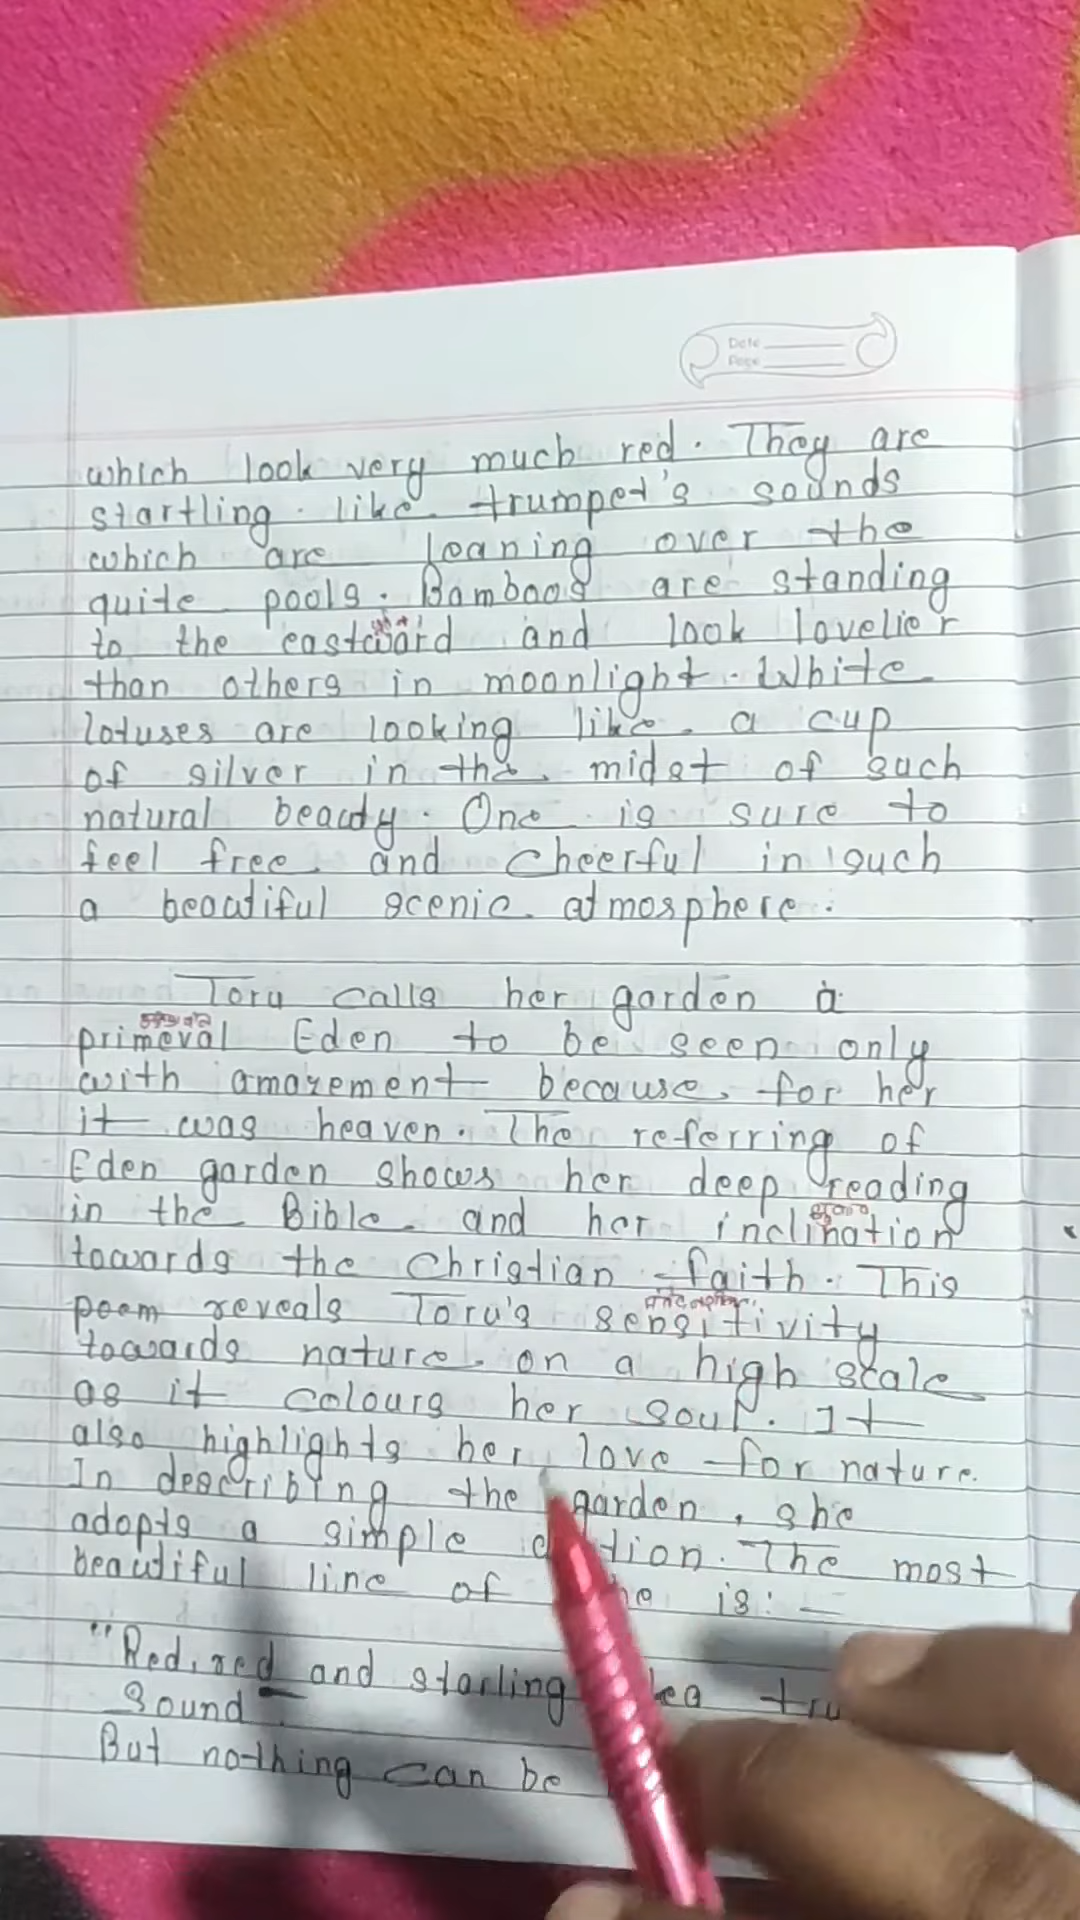 Date
Page
which look very much red. They are
startling like trumpet's sounds
which are leaning over the
quite pools. Bamboos are standing
to the eastward and look lovelier
than others in moonlight. White
lotuses are looking like a cup
of silver in the midst of such
natural beauty. One is sure to
feel free and cheerful in such
a beautiful scenic atmosphere.
Toru calls her garden a
primeval Eden to be seen only
with amazement because for her
it was heaven. The referring of
Eden garden shows her deep reading
in the Bible and her inclination
towards the Christian faith. This
poem reveals Toru's sensitivity
towards nature on a high scale
as it colours her soul. It
also highlights her love for nature.
In describing the garden, she
adopts a simple tion. The most
beautiful line of is:—
"Red, red and starling
Sound
But nothing can be